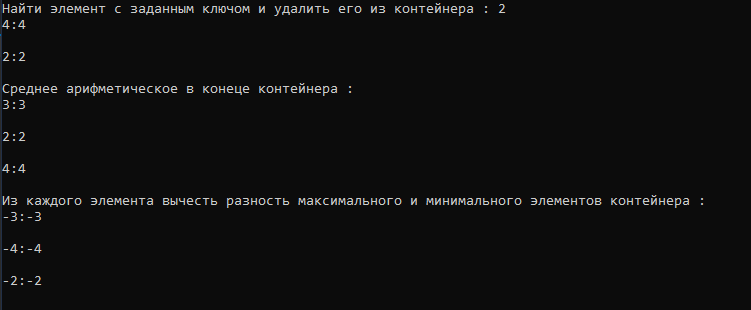 Найти элемент с заданным ключом и удалить его из контейнера : 2
4:4
2:2
Среднее арифметическое в конеце контейнера :
3:3
2:2
4:4
Из каждого элемента вычесть разность максимального и минимального элементов контейнера :
-3:-3
-4:-4
-2:-2